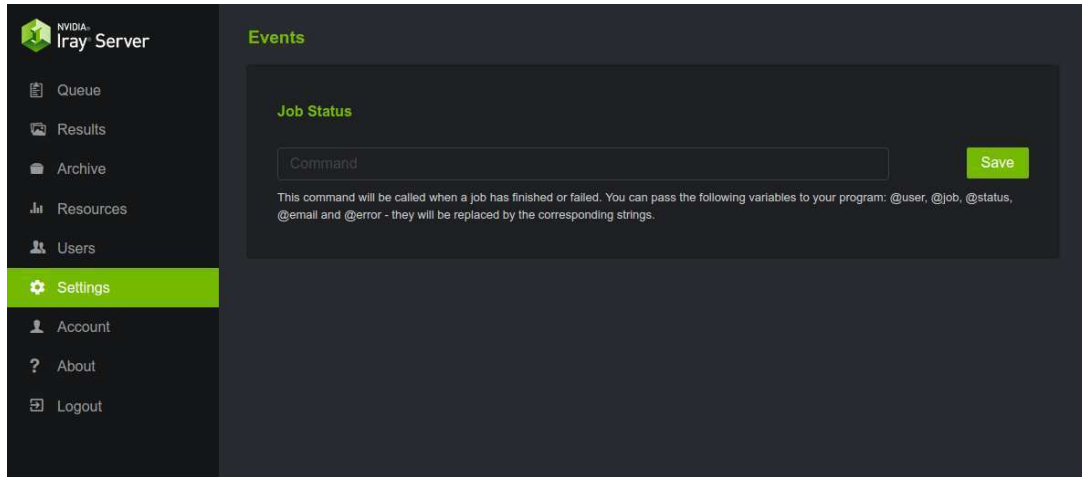 NVIDIA.
Iray® Server
Queue
Results
Archive
Resources
Users
Settings
Account
? About
Logout
Events
Job Status
Command
Save
This command will be called when a job has finished or failed. You can pass the following variables to your program: @user, @job, @status,
@email and @error - they will be replaced by the corresponding strings.